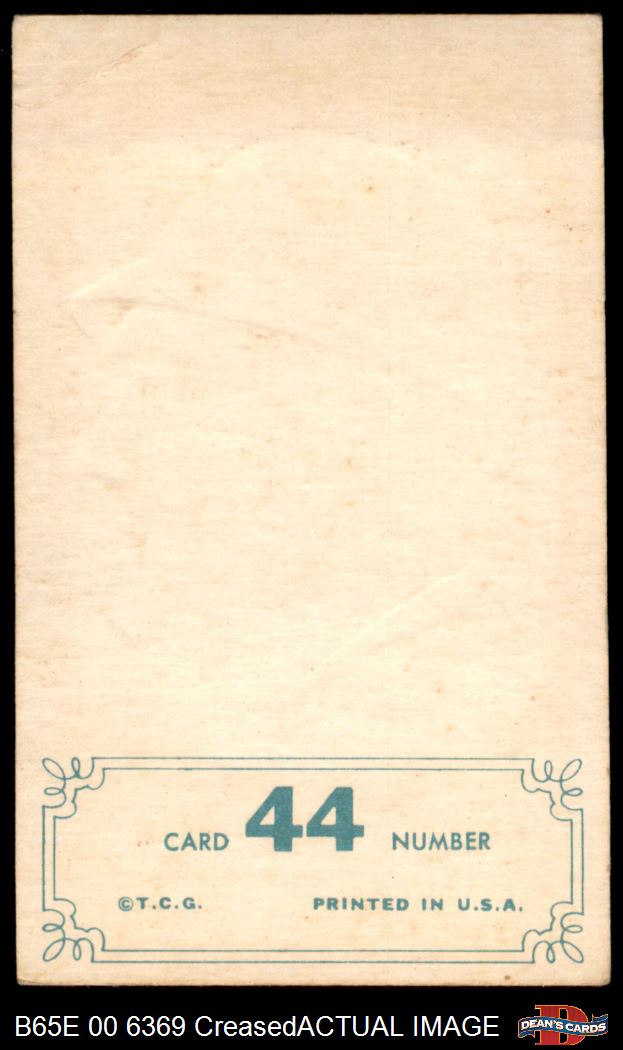 CARD 44 NUMBER
©T.C.G. PRINTED IN U.S.A.
B65E 00 6369 CreasedACTUAL IMAGE
DEAN'S CARDS